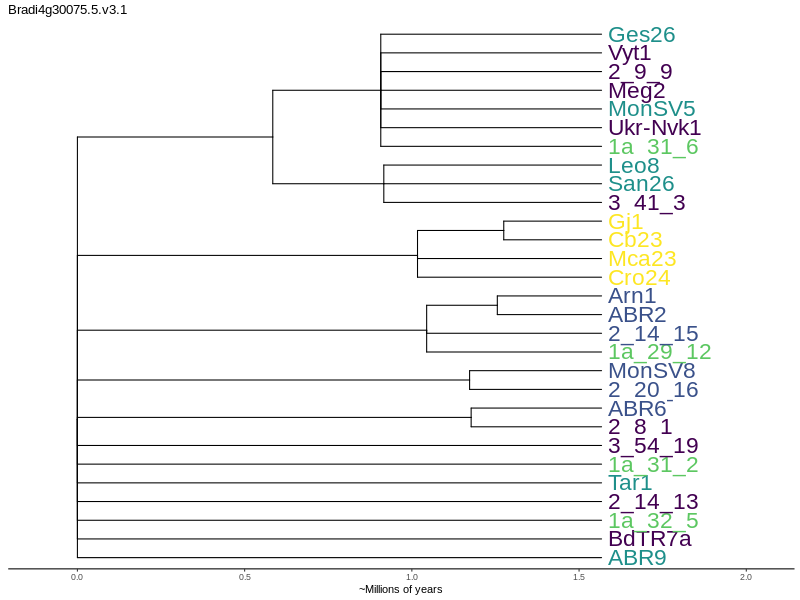 Bradi4g30075.5.v3.1
Ges26
Vyt1
2_9_9
Meg2
MonSV5
Ukr-Nvk1
1a_31_6
Leo8
San26
3_41_3
Gj1
Cb23
Mca23
Cro24
Arn1
ABR2
2_14_15
1a_29_12
MonSV8
2_20_16
ABR6
2_8_1
3_54_19
1a_31_2
Tar1
2_14_13
1a_32_5
BdTR7a
ABR9
0.0 0.5 1.0 1.5 2.0
~Millions of years